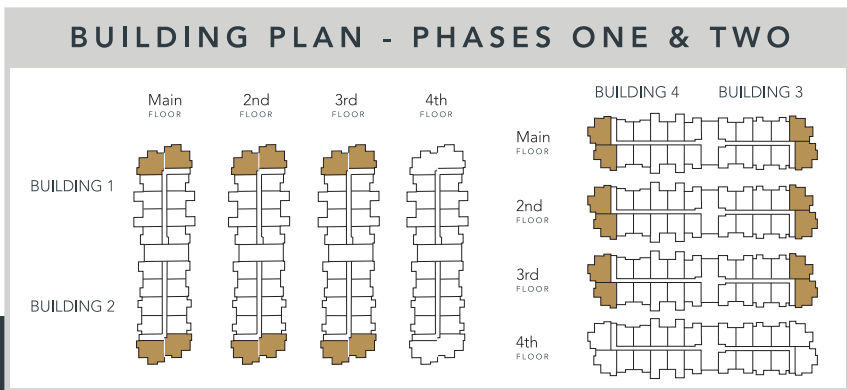 BUILDING PLAN - PHASES ONE & TWO
Main
FLOOR
2nd
FLOOR
3rd
FLOOR
4th
FLOOR
BUILDING 1
BUILDING 2
BUILDING 4 BUILDING 3
Main
FLOOR
2nd
FLOOR
3rd
FLOOR
4th
FLOOR